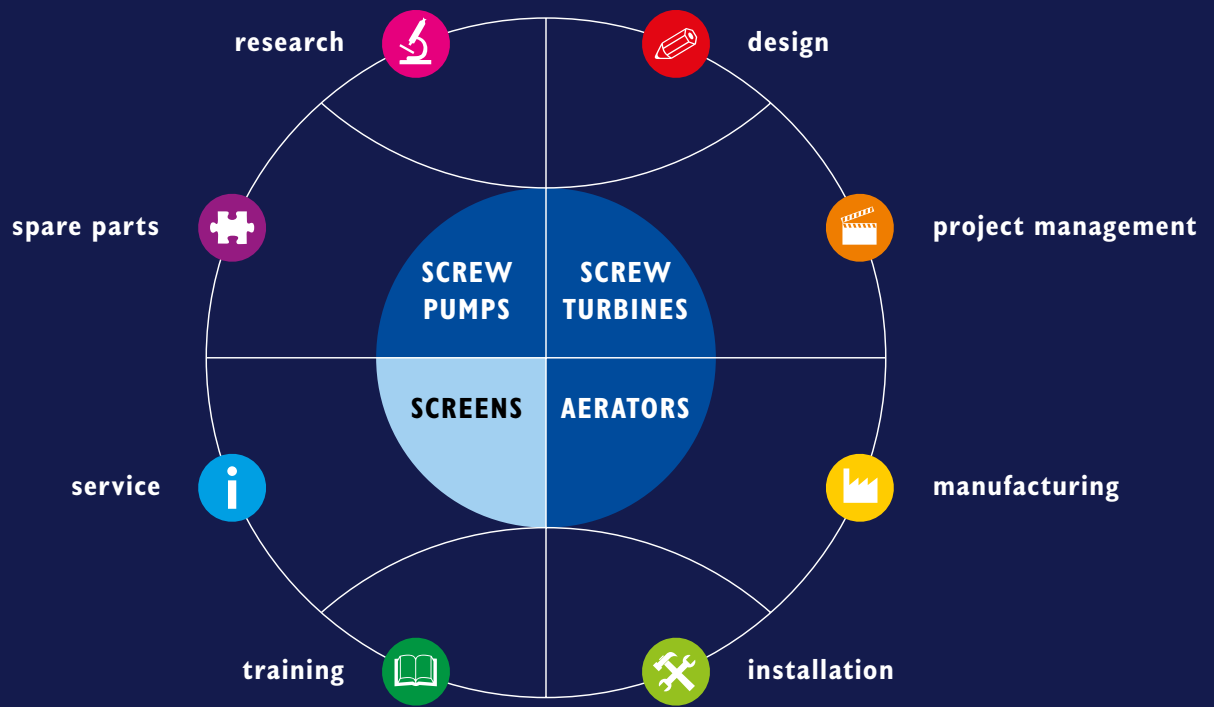 research
design
spare parts
project management
SCREW
PUMPS
SCREW
TURBINES
SCREENS
AERATORS
service
manufacturing
training
installation